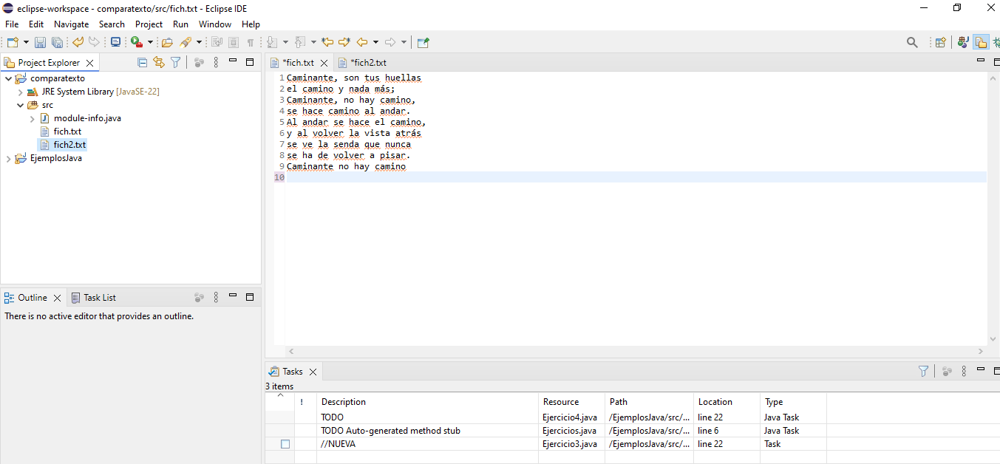 eclipse-workspace - comparatexto/src/fich.txt - Eclipse IDE
File Edit Navigate Search Project Run Window Help
Project Explorer
comparatexto
JRE System Library [JavaSE-22]
src
module-info.java
fich.txt
fich2.txt
EjemplosJava
*fich.txt *fich2.txt
1 Caminante, son tus huellas
2 el camino y nada más;
3 Caminante, no hay camino,
4 se hace camino al andar.
5 Al andar se hace el camino,
6 y al volver la vista atrás
7 se ve la senda que nunca
8 se ha de volver a pisar.
9 Caminante no hay camino
10
Outline Task List
There is no active editor that provides an outline.
Tasks
3 items
! Description Resource Path Location Type
TODO Ejercicio4.java /EjemplosJava/src/... line 22 Java Task
TODO Auto-generated method stub Ejercicios.java /EjemplosJava/src/... line 6 Java Task
//NUEVA Ejercicio3.java /EjemplosJava/src/... line 22 Task